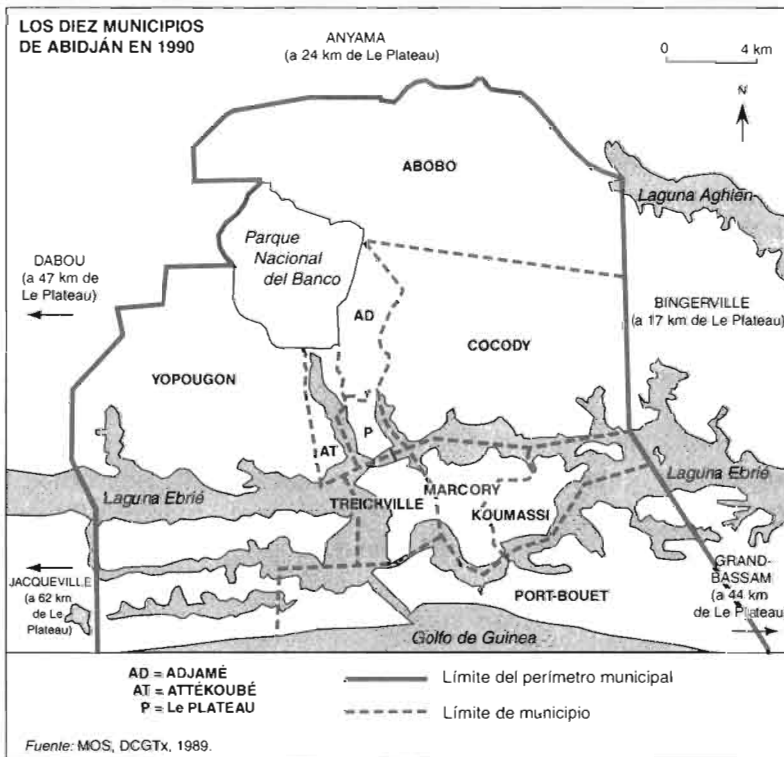 LOS DIEZ MUNICIPIOS
DE ABIDJÁN EN 1990
ANYAMA
(a 24 km de Le Plateau)
0 4 km
N
ABOBO
Laguna Aghien
Parque
Nacional
del Banco
DABOU
(a 47 km de
Le Plateau)
AD
BINGERVILLE
(a 17 km de Le Plateau)
COCODY
YOPOUGON
AT
P
Laguna Ebrié
TREICHVILLE
MARCORY
KOUMASSI
Laguna Ebrié
JACQUEVILLE
(a 62 km
de Le
Plateau)
PORT-BOUET
GRAND-
BASSAM
(a 44 km
de Le Plateau)
Golfo de Guinea
AD = ADJAMÉ
AT = ATTÉKOUBÉ
P = Le PLATEAU
Límite del perímetro municipal
Límite de municipio
Fuente: MOS, DCGTx, 1989.